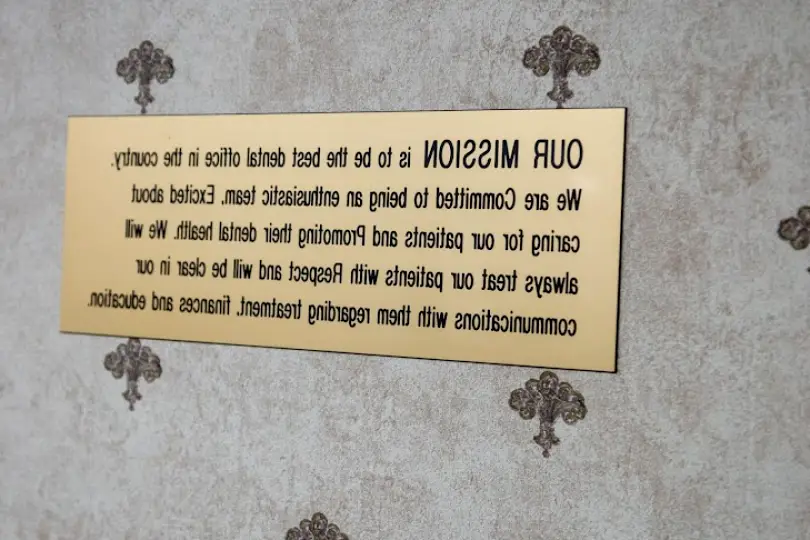 OUR MISSION is to be the best dental office in the country.
We are Committed to being an enthusiastic team, Excited about
caring for our patients and Promoting their dental health. We will
always treat our patients with Respect and will be clear in our
communications with them regarding treatment, finances and education.